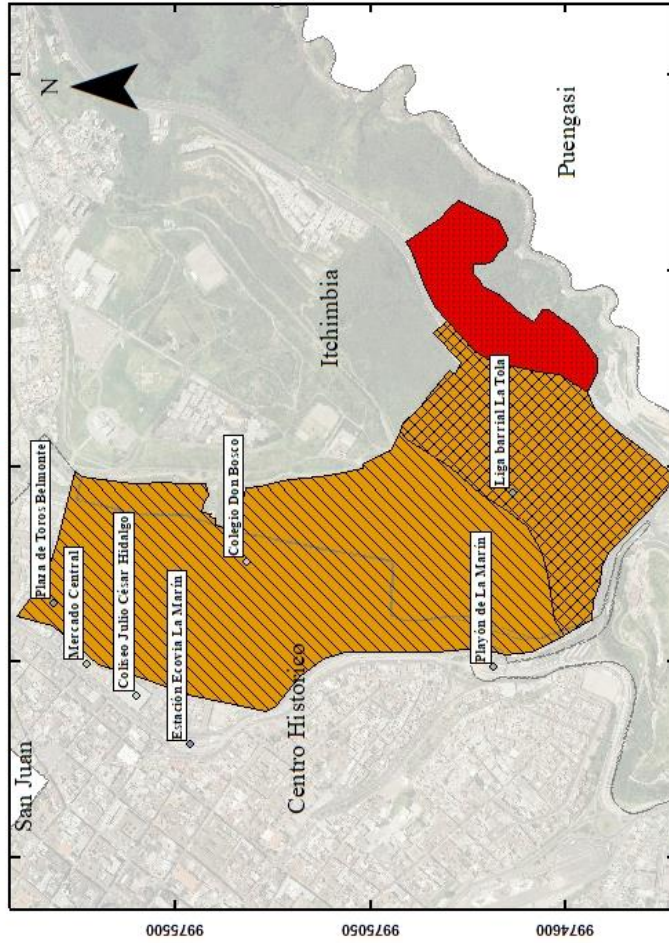 N
San Juan
Plaza de Toros Belmonte
Mercado Central
Coliseo Julio César Hidalgo
Estación Ecovía La Marín
Colegio Don Bosco
Itchimbia
Centro Histórico
Playón de La Marín
Liga barrial La Tola
Puengasi
9975500
9975050
9974600